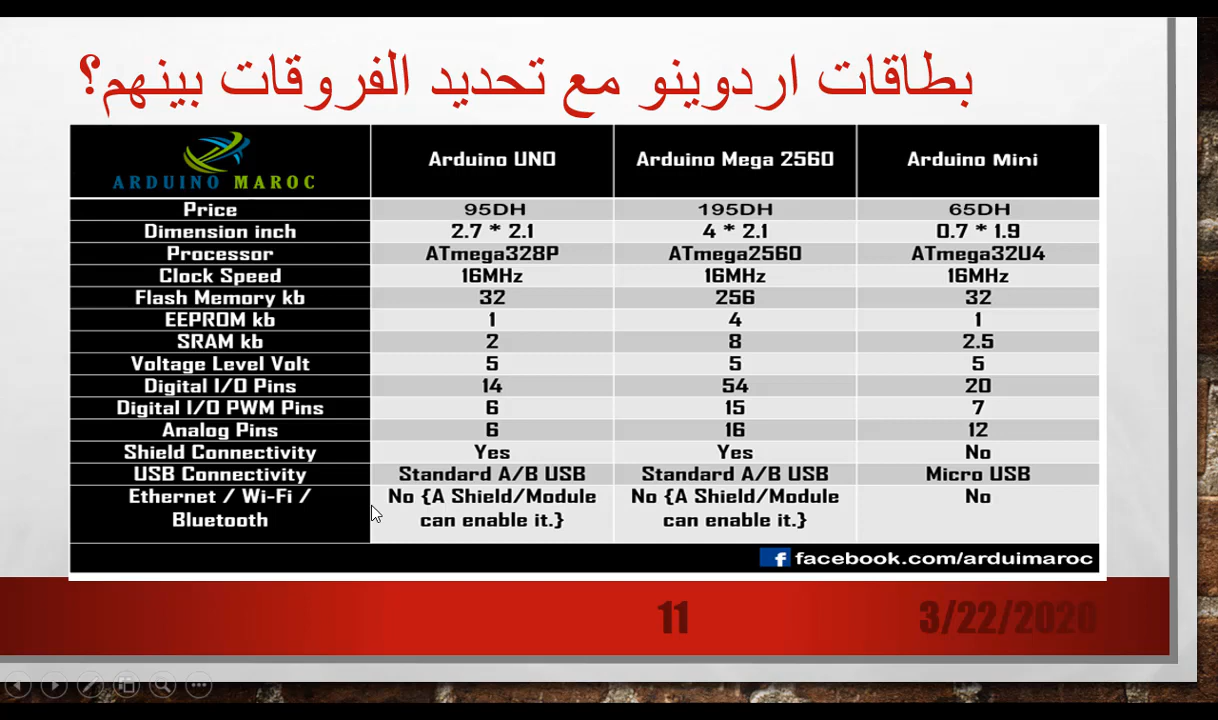 بطاقات اردوينو مع تحديد الفروقات بينهم؟
ARDUINO MAROC Arduino UNO Arduino Mega 2560 Arduino Mini
Price 95DH 195DH 65DH
Dimension inch 2.7 * 2.1 4 * 2.1 0.7 * 1.9
Processor ATmega328P ATmega2560 ATmega32U4
Clock Speed 16MHz 16MHz 16MHz
Flash Memory kb 32 256 32
EEPROM kb 1 4 1
SRAM kb 2 8 2.5
Voltage Level Volt 5 5 5
Digital I/O Pins 14 54 20
Digital I/O PWM Pins 6 15 7
Analog Pins 6 16 12
Shield Connectivity Yes Yes No
USB Connectivity Standard A/B USB Standard A/B USB Micro USB
Ethernet / Wi-Fi / No {A Shield/Module No {A Shield/Module No
Bluetooth can enable it.} can enable it.}
f facebook.com/arduimaroc
11 3/22/2020